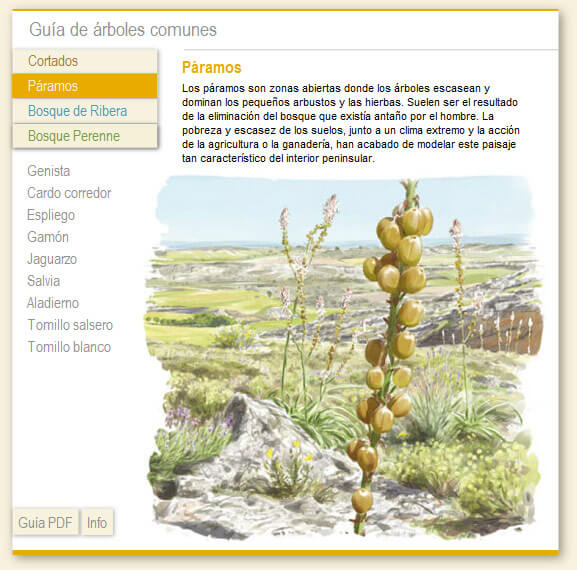 Guía de árboles comunes
Cortados
Páramos
Bosque de Ribera
Bosque Perenne
Genista
Cardo corredor
Espliego
Gamón
Jaguarzo
Salvia
Aladierno
Tomillo salsero
Tomillo blanco
Guia PDF
Info
Páramos
Los páramos son zonas abiertas donde los árboles escasean y
dominan los pequeños arbustos y las hierbas. Suelen ser el resultado
de la eliminación del bosque que existía antaño por el hombre. La
pobreza y escasez de los suelos, junto a un clima extremo y la acción
de la agricultura o la ganadería, han acabado de modelar este paisaje
tan característico del interior peninsular.